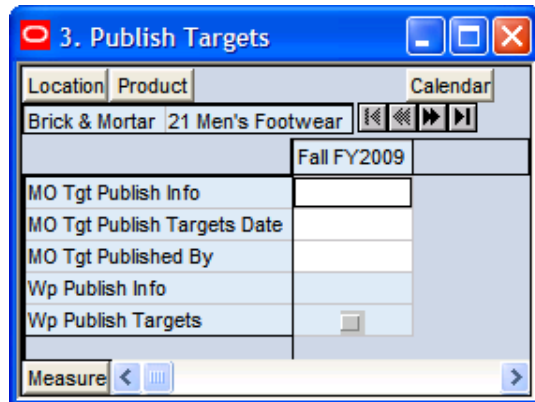 3. Publish Targets
Location Product Calendar
Brick & Mortar 21 Men's Footwear
Fall FY2009
MO Tgt Publish Info
MO Tgt Publish Targets Date
MO Tgt Published By
Wp Publish Info
Wp Publish Targets
Measure